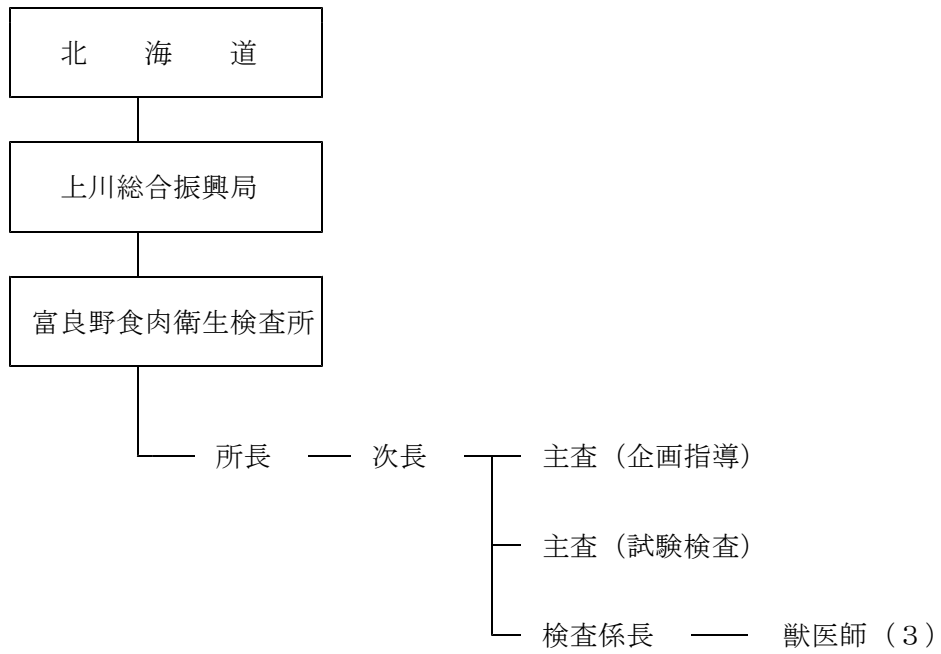 北　海　道
上川総合振興局
富良野食肉衛生検査所
所長　次長　主査（企画指導）
主査（試験検査）
検査係長　獣医師（３）